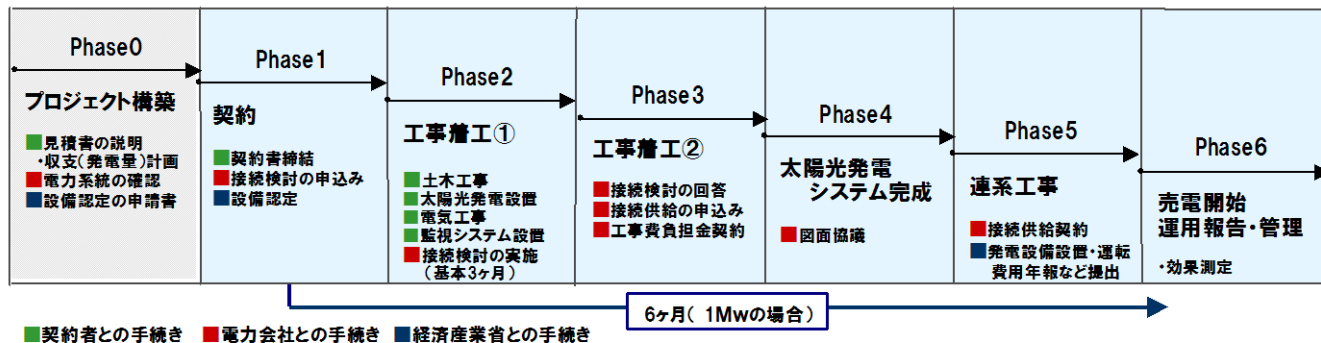 Phase0
プロジェクト構築
■見積書の説明
・収支(発電量)計画
■電力系統の確認
■設備認定の申請書
Phase1
契約
■契約書締結
■接続検討の申込み
■設備認定
Phase2
工事着工①
■土木工事
■太陽光発電設置
■電気工事
■監視システム設置
■接続検討の実施
(基本3ヶ月)
Phase3
工事着工②
■接続検討の回答
■接続供給の申込み
■工事費負担金契約
Phase4
太陽光発電
システム完成
■図面協議
Phase5
連系工事
■接続供給契約
■発電設備設置・運転
費用年報など提出
Phase6
売電開始
運用報告・管理
・効果測定
6ヶ月( 1Mwの場合)
■契約者との手続き ■電力会社との手続き ■経済産業省との手続き